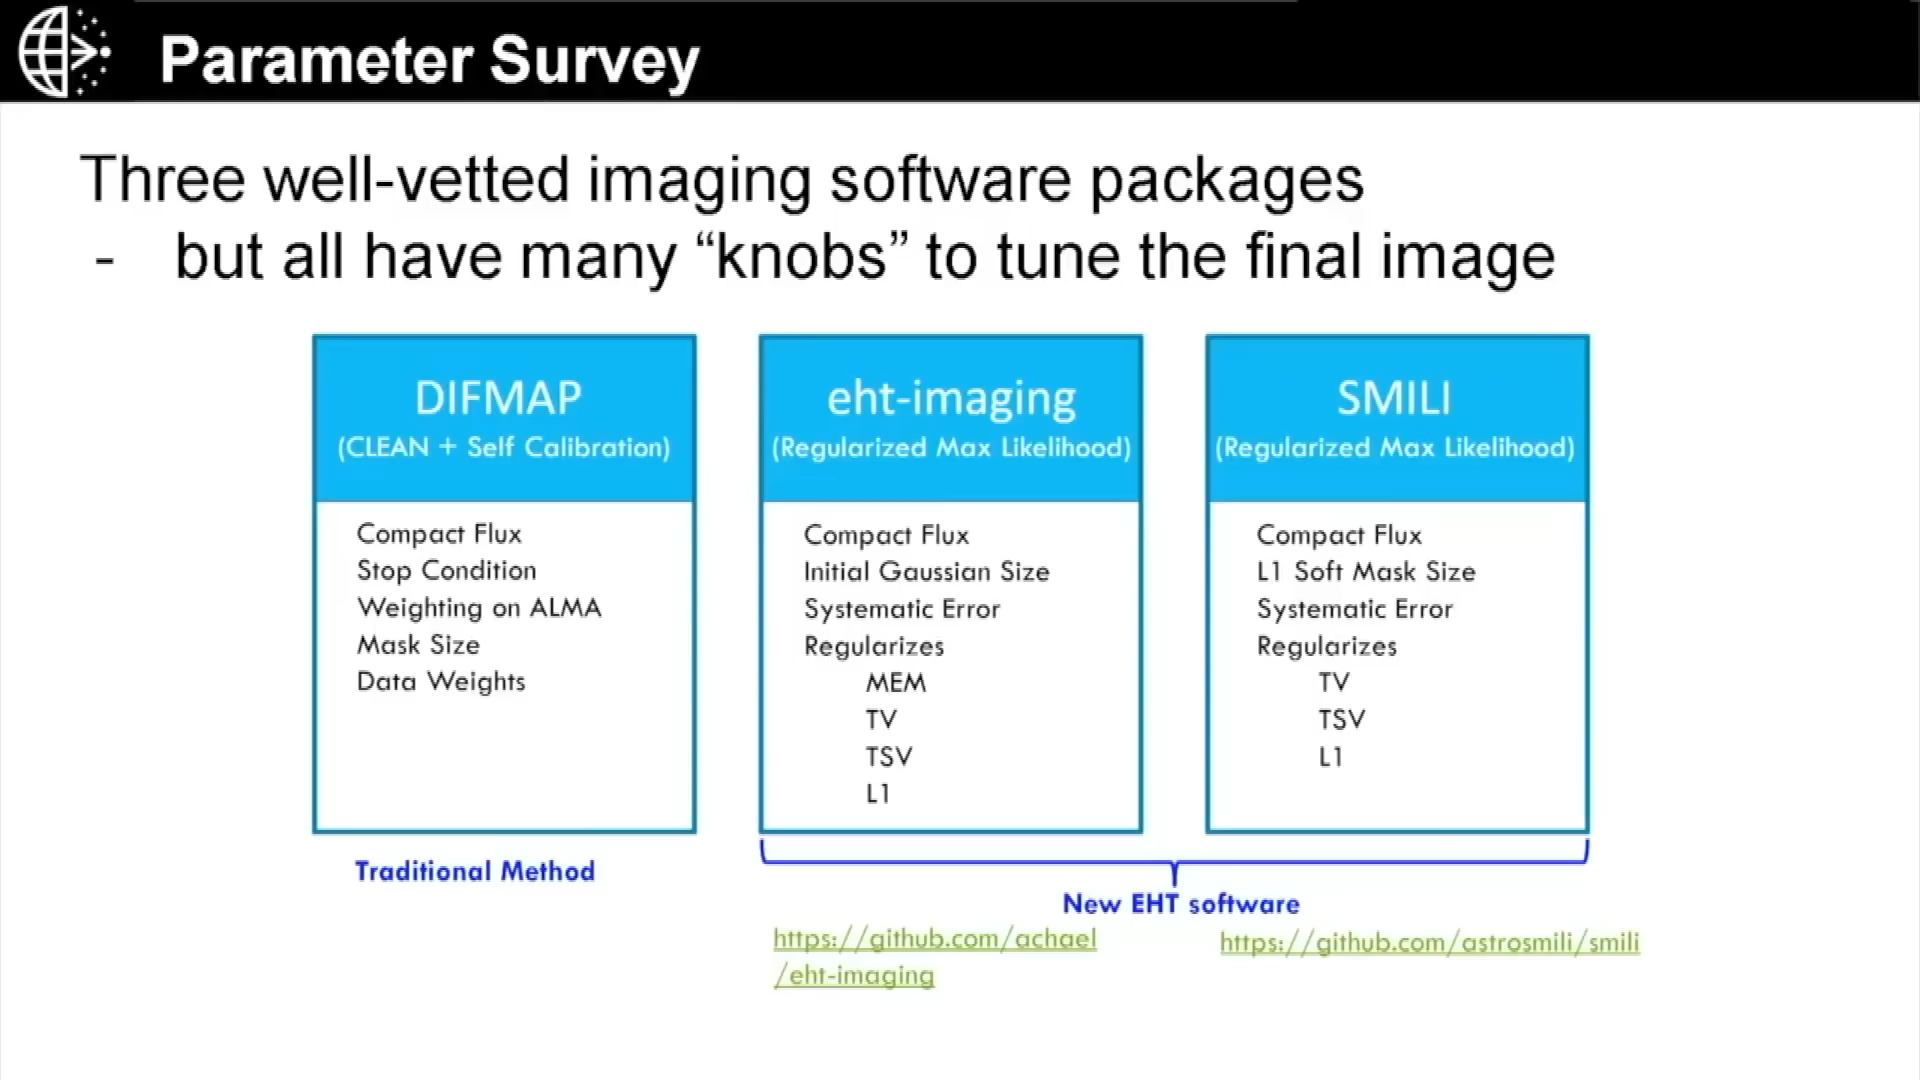 Parameter Survey
Three well-vetted imaging software packages
- but all have many “knobs” to tune the final image
DIFMAP
(CLEAN + Self Calibration)
Compact Flux
Stop Condition
Weighting on ALMA
Mask Size
Data Weights
Traditional Method
eht-imaging
(Regularized Max Likelihood)
Compact Flux
Initial Gaussian Size
Systematic Error
Regularizes
MEM
TV
TSV
L1
SMILI
(Regularized Max Likelihood)
Compact Flux
L1 Soft Mask Size
Systematic Error
Regularizes
TV
TSV
L1
New EHT software
https://github.com/achael
/eht-imaging
https://github.com/astrosmili/smili